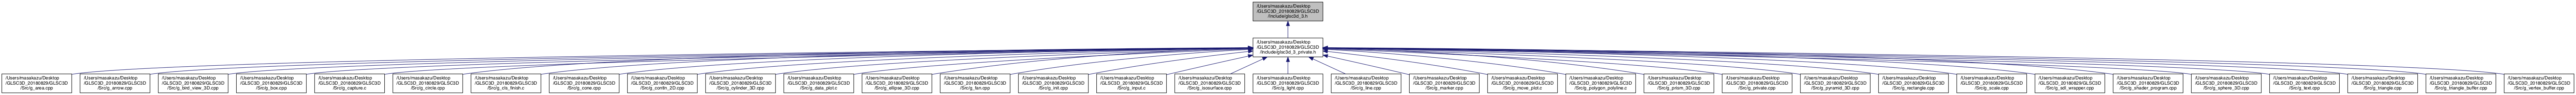 /Users/masakazu/Desktop
/GLSC3D_20180829/GLSC3D
/Include/glsc3d_3.h
/Users/masakazu/Desktop
/GLSC3D_20180829/GLSC3D
/Include/glsc3d_3_private.h
/Users/masakazu/Desktop
/GLSC3D_20180829/GLSC3D
/Src/g_area.cpp
/Users/masakazu/Desktop
/GLSC3D_20180829/GLSC3D
/Src/g_arrow.cpp
/Users/masakazu/Desktop
/GLSC3D_20180829/GLSC3D
/Src/g_bird_view_3D.cpp
/Users/masakazu/Desktop
/GLSC3D_20180829/GLSC3D
/Src/g_box.cpp
/Users/masakazu/Desktop
/GLSC3D_20180829/GLSC3D
/Src/g_capture.c
/Users/masakazu/Desktop
/GLSC3D_20180829/GLSC3D
/Src/g_circle.cpp
/Users/masakazu/Desktop
/GLSC3D_20180829/GLSC3D
/Src/g_cls_finish.c
/Users/masakazu/Desktop
/GLSC3D_20180829/GLSC3D
/Src/g_cone.cpp
/Users/masakazu/Desktop
/GLSC3D_20180829/GLSC3D
/Src/g_contln_2D.cpp
/Users/masakazu/Desktop
/GLSC3D_20180829/GLSC3D
/Src/g_cylinder_3D.cpp
/Users/masakazu/Desktop
/GLSC3D_20180829/GLSC3D
/Src/g_data_plot.c
/Users/masakazu/Desktop
/GLSC3D_20180829/GLSC3D
/Src/g_ellipse_3D.cpp
/Users/masakazu/Desktop
/GLSC3D_20180829/GLSC3D
/Src/g_fan.cpp
/Users/masakazu/Desktop
/GLSC3D_20180829/GLSC3D
/Src/g_init.cpp
/Users/masakazu/Desktop
/GLSC3D_20180829/GLSC3D
/Src/g_input.c
/Users/masakazu/Desktop
/GLSC3D_20180829/GLSC3D
/Src/g_isosurface.cpp
/Users/masakazu/Desktop
/GLSC3D_20180829/GLSC3D
/Src/g_light.cpp
/Users/masakazu/Desktop
/GLSC3D_20180829/GLSC3D
/Src/g_line.cpp
/Users/masakazu/Desktop
/GLSC3D_20180829/GLSC3D
/Src/g_marker.cpp
/Users/masakazu/Desktop
/GLSC3D_20180829/GLSC3D
/Src/g_move_plot.c
/Users/masakazu/Desktop
/GLSC3D_20180829/GLSC3D
/Src/g_polygon_polyline.c
/Users/masakazu/Desktop
/GLSC3D_20180829/GLSC3D
/Src/g_prism_3D.cpp
/Users/masakazu/Desktop
/GLSC3D_20180829/GLSC3D
/Src/g_private.cpp
/Users/masakazu/Desktop
/GLSC3D_20180829/GLSC3D
/Src/g_pyramid_3D.cpp
/Users/masakazu/Desktop
/GLSC3D_20180829/GLSC3D
/Src/g_rectangle.cpp
/Users/masakazu/Desktop
/GLSC3D_20180829/GLSC3D
/Src/g_scale.cpp
/Users/masakazu/Desktop
/GLSC3D_20180829/GLSC3D
/Src/g_sdl_wrapper.cpp
/Users/masakazu/Desktop
/GLSC3D_20180829/GLSC3D
/Src/g_shader_program.cpp
/Users/masakazu/Desktop
/GLSC3D_20180829/GLSC3D
/Src/g_sphere_3D.cpp
/Users/masakazu/Desktop
/GLSC3D_20180829/GLSC3D
/Src/g_text.cpp
/Users/masakazu/Desktop
/GLSC3D_20180829/GLSC3D
/Src/g_triangle.cpp
/Users/masakazu/Desktop
/GLSC3D_20180829/GLSC3D
/Src/g_triangle_buffer.cpp
/Users/masakazu/Desktop
/GLSC3D_20180829/GLSC3D
/Src/g_vertex_buffer.cpp